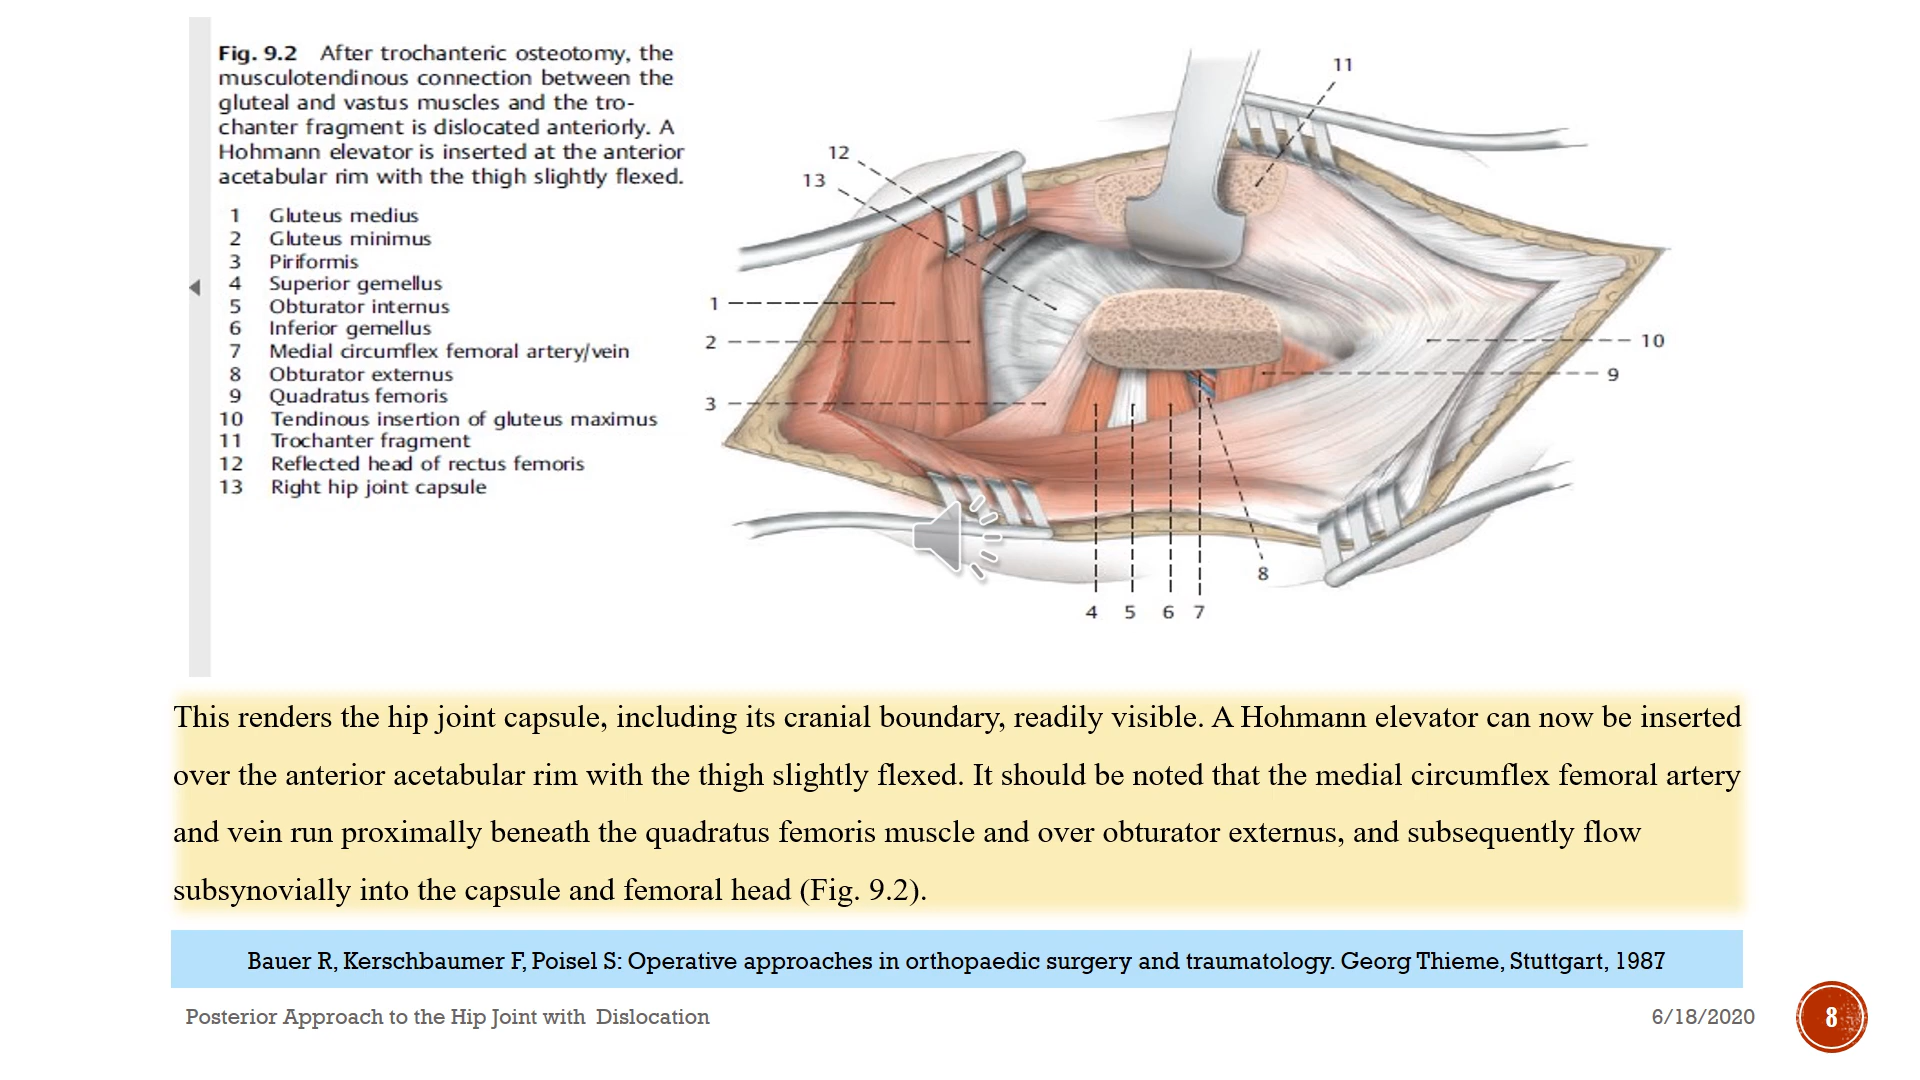 Fig. 9.2 After trochanteric osteotomy, the
musculotendinous connection between the
gluteal and vastus muscles and the tro-
chanter fragment is dislocated anteriorly. A
Hohmann elevator is inserted at the anterior
acetabular rim with the thigh slightly flexed.
1 Gluteus medius
2 Gluteus minimus
3 Piriformis
4 Superior gemellus
5 Obturator internus
6 Inferior gemellus
7 Medial circumflex femoral artery/vein
8 Obturator externus
9 Quadratus femoris
10 Tendinous insertion of gluteus maximus
11 Trochanter fragment
12 Reflected head of rectus femoris
13 Right hip joint capsule
11
12
13
1
2
3
10
9
8
4 5 6 7
This renders the hip joint capsule, including its cranial boundary, readily visible. A Hohmann elevator can now be inserted
over the anterior acetabular rim with the thigh slightly flexed. It should be noted that the medial circumflex femoral artery
and vein run proximally beneath the quadratus femoris muscle and over obturator externus, and subsequently flow
subsynovially into the capsule and femoral head (Fig. 9.2).
Bauer R, Kerschbaumer F, Poisel S: Operative approaches in orthopaedic surgery and traumatology. Georg Thieme, Stuttgart, 1987
Posterior Approach to the Hip Joint with Dislocation
6/18/2020
8